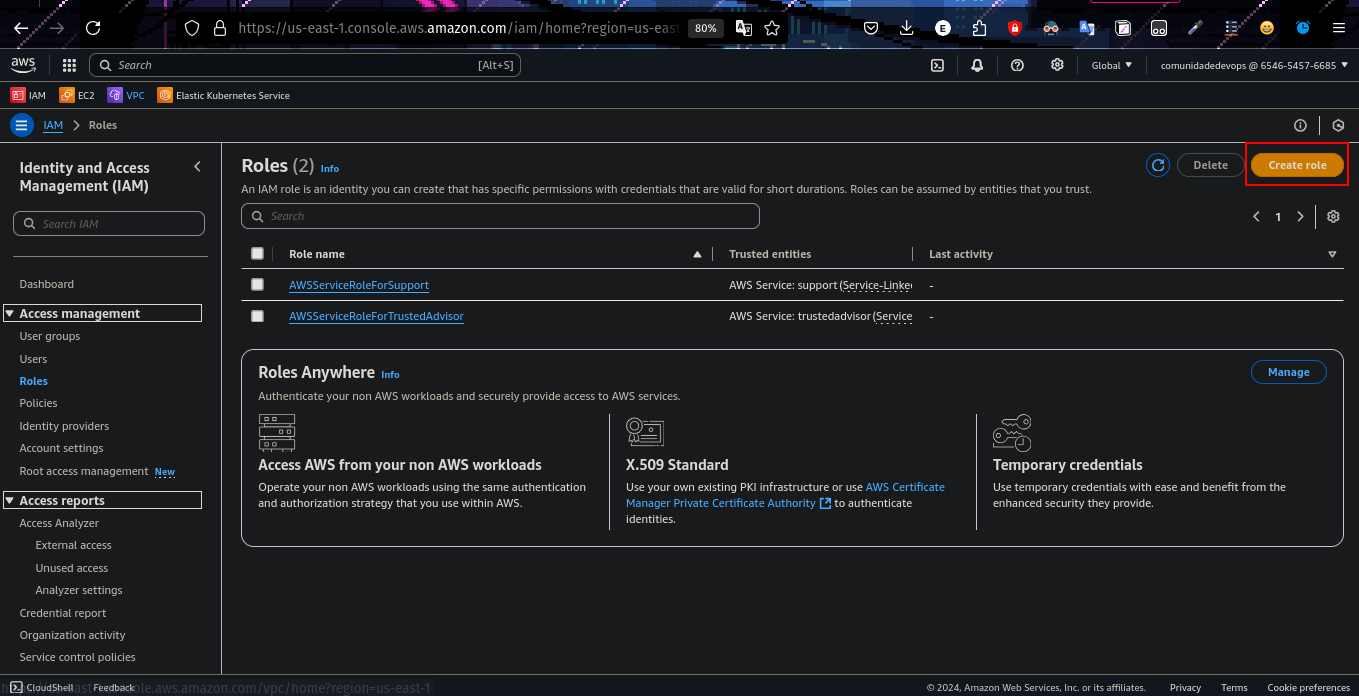 https://us-east-1.console.aws.amazon.com/iam/home?region=us-east
80%
aws
Search
[Alt+S]
Global
comunidadedevops @ 6546-5457-6685
IAM
EC2
VPC
Elastic Kubernetes Service
IAM
Roles
Identity and Access
Management (IAM)
Search IAM
Dashboard
Access management
User groups
Users
Roles
Policies
Identity providers
Account settings
Root access management New
Access reports
Access Analyzer
External access
Unused access
Analyzer settings
Credential report
Organization activity
Service control policies
Roles (2) Info
Delete
Create role
An IAM role is an identity you can create that has specific permissions with credentials that are valid for short durations. Roles can be assumed by entities that you trust.
Search
1
Role name
Trusted entities
Last activity
AWSServiceRoleForSupport
AWS Service: support (Service-Linke
-
AWSServiceRoleForTrustedAdvisor
AWS Service: trustedadvisor (Service
-
Roles Anywhere Info
Manage
Authenticate your non AWS workloads and securely provide access to AWS services.
Access AWS from your non AWS workloads
Operate your non AWS workloads using the same authentication
and authorization strategy that you use within AWS.
X.509 Standard
Use your own existing PKI infrastructure or use AWS Certificate
Manager Private Certificate Authority to authenticate
identities.
Temporary credentials
Use temporary credentials with ease and benefit from the
enhanced security they provide.
CloudShell
Feedback
.aws.amazon.com/vpc/home?region=us-east-1
© 2024, Amazon Web Services, Inc. or its affiliates.
Privacy
Terms
Cookie preferences